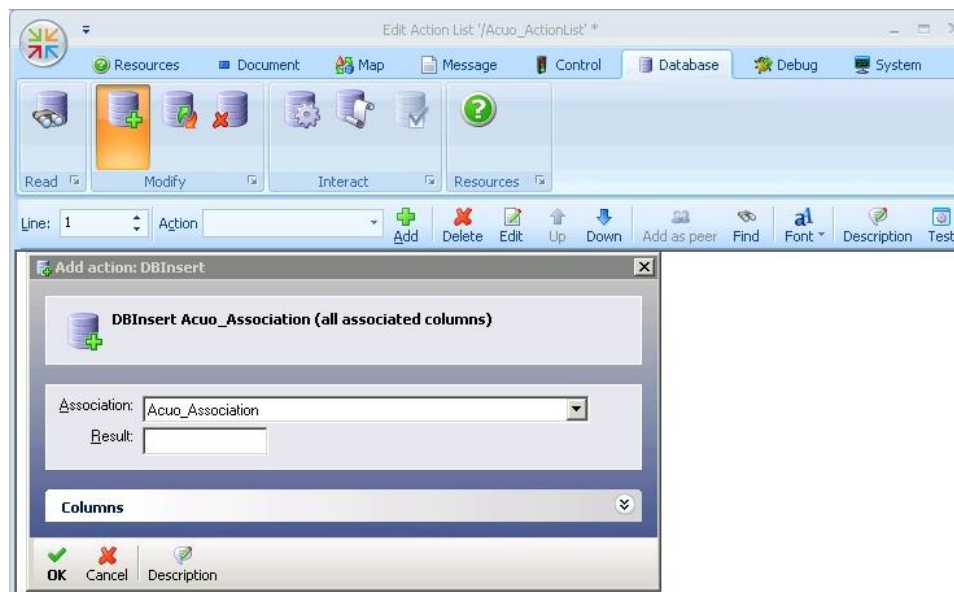 Edit Action List '/Acuo_ActionList' *
Resources Document Map Message Control Database Debug System
Read Modify Interact Resources
Line: 1 Action Add Delete Edit Up Down Add as peer Find Font Description Test
Add action: DBInsert
DBInsert Acuo_Association (all associated columns)
Association: Acuo_Association
Result:
Columns
OK Cancel Description